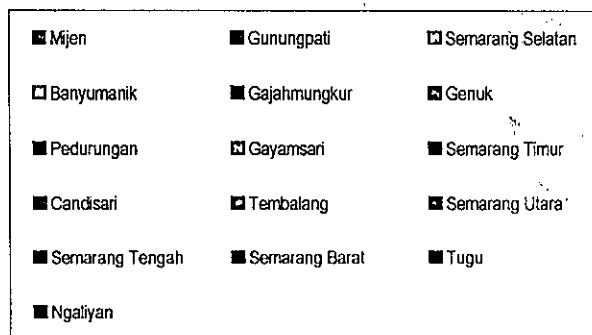 Mijen Gunungpati Semarang Selatan
Banyumanik Gajahmungkur Genuk
Pedurungan Gayamsari Semarang Timur
Candisari Tembalang Semarang Utara
Semarang Tengah Semarang Barat Tugu
Ngaliyan